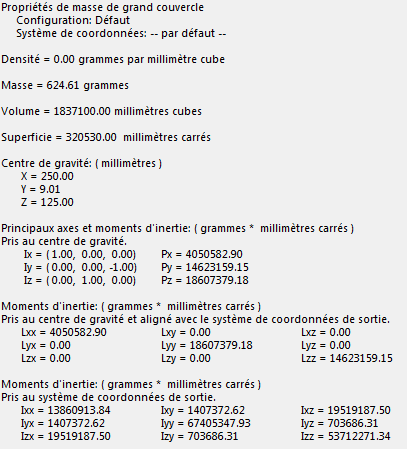 Propriétés de masse de grand couvercle
Configuration: Défaut
Système de coordonnées: -- par défaut --
Densité = 0.00 grammes par millimètre cube
Masse = 624.61 grammes
Volume = 1837100.00 millimètres cubes
Superficie = 320530.00 millimètres carrés
Centre de gravité: ( millimètres )
X = 250.00
Y = 9.01
Z = 125.00
Principaux axes et moments d'inertie: ( grammes * millimètres carrés )
Pris au centre de gravité.
Ix = ( 1.00, 0.00, 0.00) Px = 4050582.90
Iy = ( 0.00, 0.00, -1.00) Py = 14623159.15
Iz = ( 0.00, 1.00, 0.00) Pz = 18607379.18
Moments d'inertie: ( grammes * millimètres carrés )
Pris au centre de gravité et aligné avec le système de coordonnées de sortie.
Lxx = 4050582.90 Lxy = 0.00 Lxz = 0.00
Lyx = 0.00 Lyy = 18607379.18 Lyz = 0.00
Lzx = 0.00 Lzy = 0.00 Lzz = 14623159.15
Moments d'inertie: ( grammes * millimètres carrés )
Pris au système de coordonnées de sortie.
Ixx = 13860913.84 Ixy = 1407372.62 Ixz = 19519187.50
Iyx = 1407372.62 Iyy = 67405347.93 Iyz = 703686.31
Izx = 19519187.50 Izy = 703686.31 Izz = 53712271.34